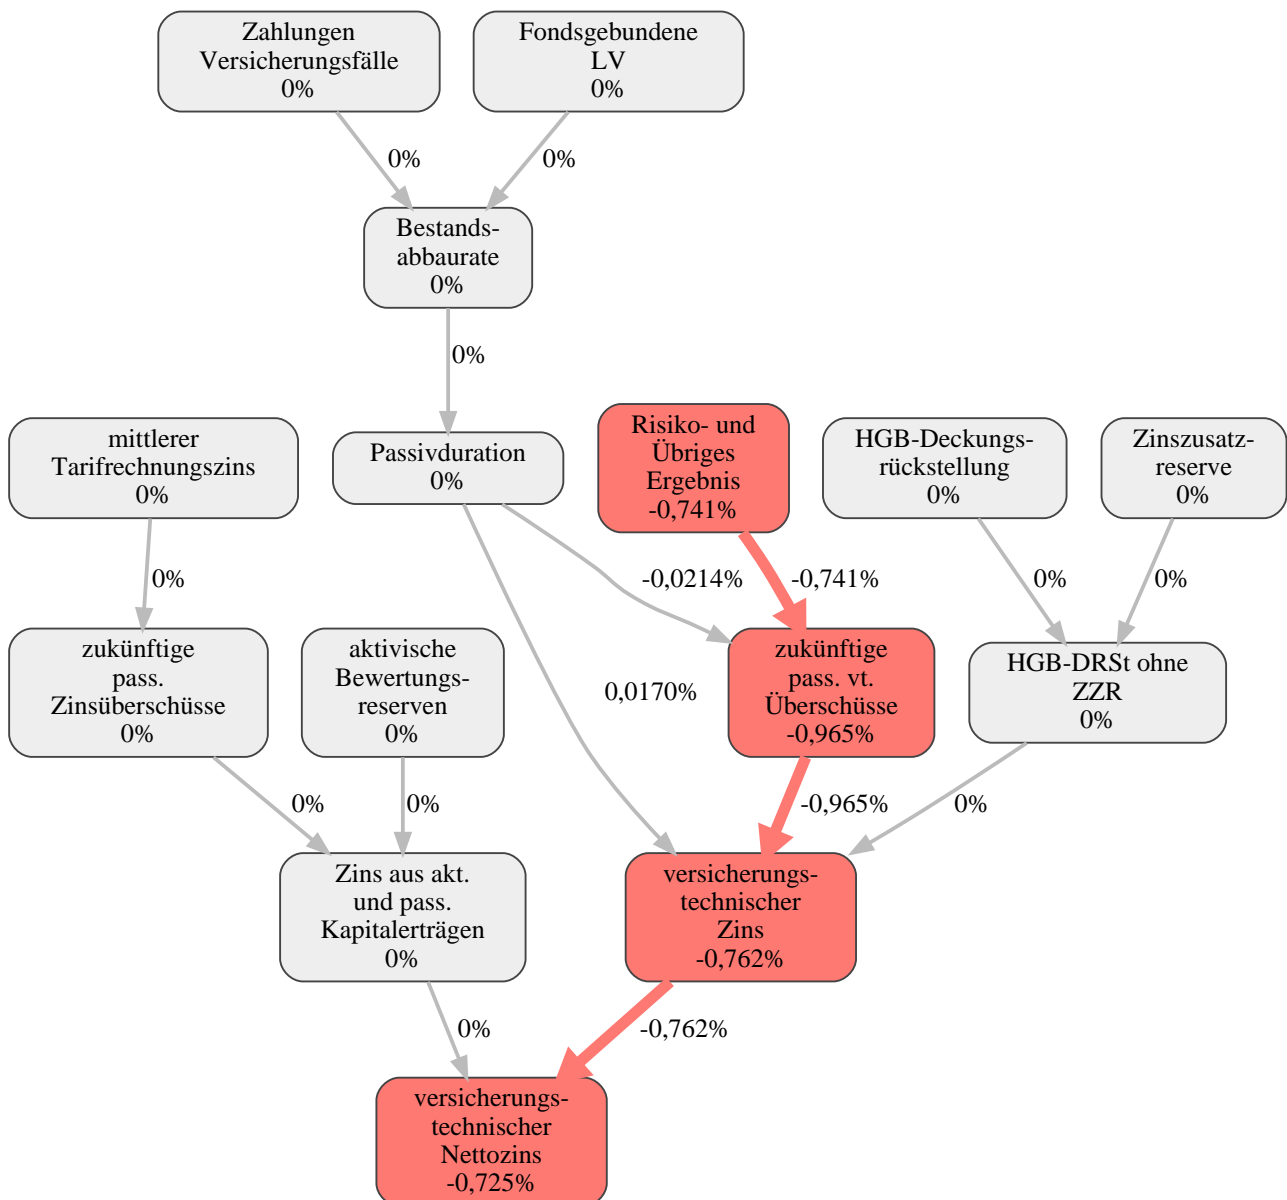 Zahlungen
Versicherungsfälle
0%
Fondsgebundene
LV
0%
0%
0%
Bestands-
abbaurate
0%
0%
mittlerer
Tarifrechnungszins
0%
Passivduration
0%
Risiko- und
Übriges
Ergebnis
-0,741%
HGB-Deckungs-
rückstellung
0%
Zinszusatz-
reserve
0%
0%
-0,0214%
-0,741%
0%
0%
zukünftige
pass.
Zinsüberschüsse
0%
aktivische
Bewertungs-
reserven
0%
0,0170%
zukünftige
pass. vt.
Überschüsse
-0,965%
HGB-DRSt ohne
ZZR
0%
0%
0%
-0,965%
0%
Zins aus akt.
und pass.
Kapitalerträgen
0%
versicherungs-
technischer
Zins
-0,762%
0%
-0,762%
versicherungs-
technischer
Nettozins
-0,725%